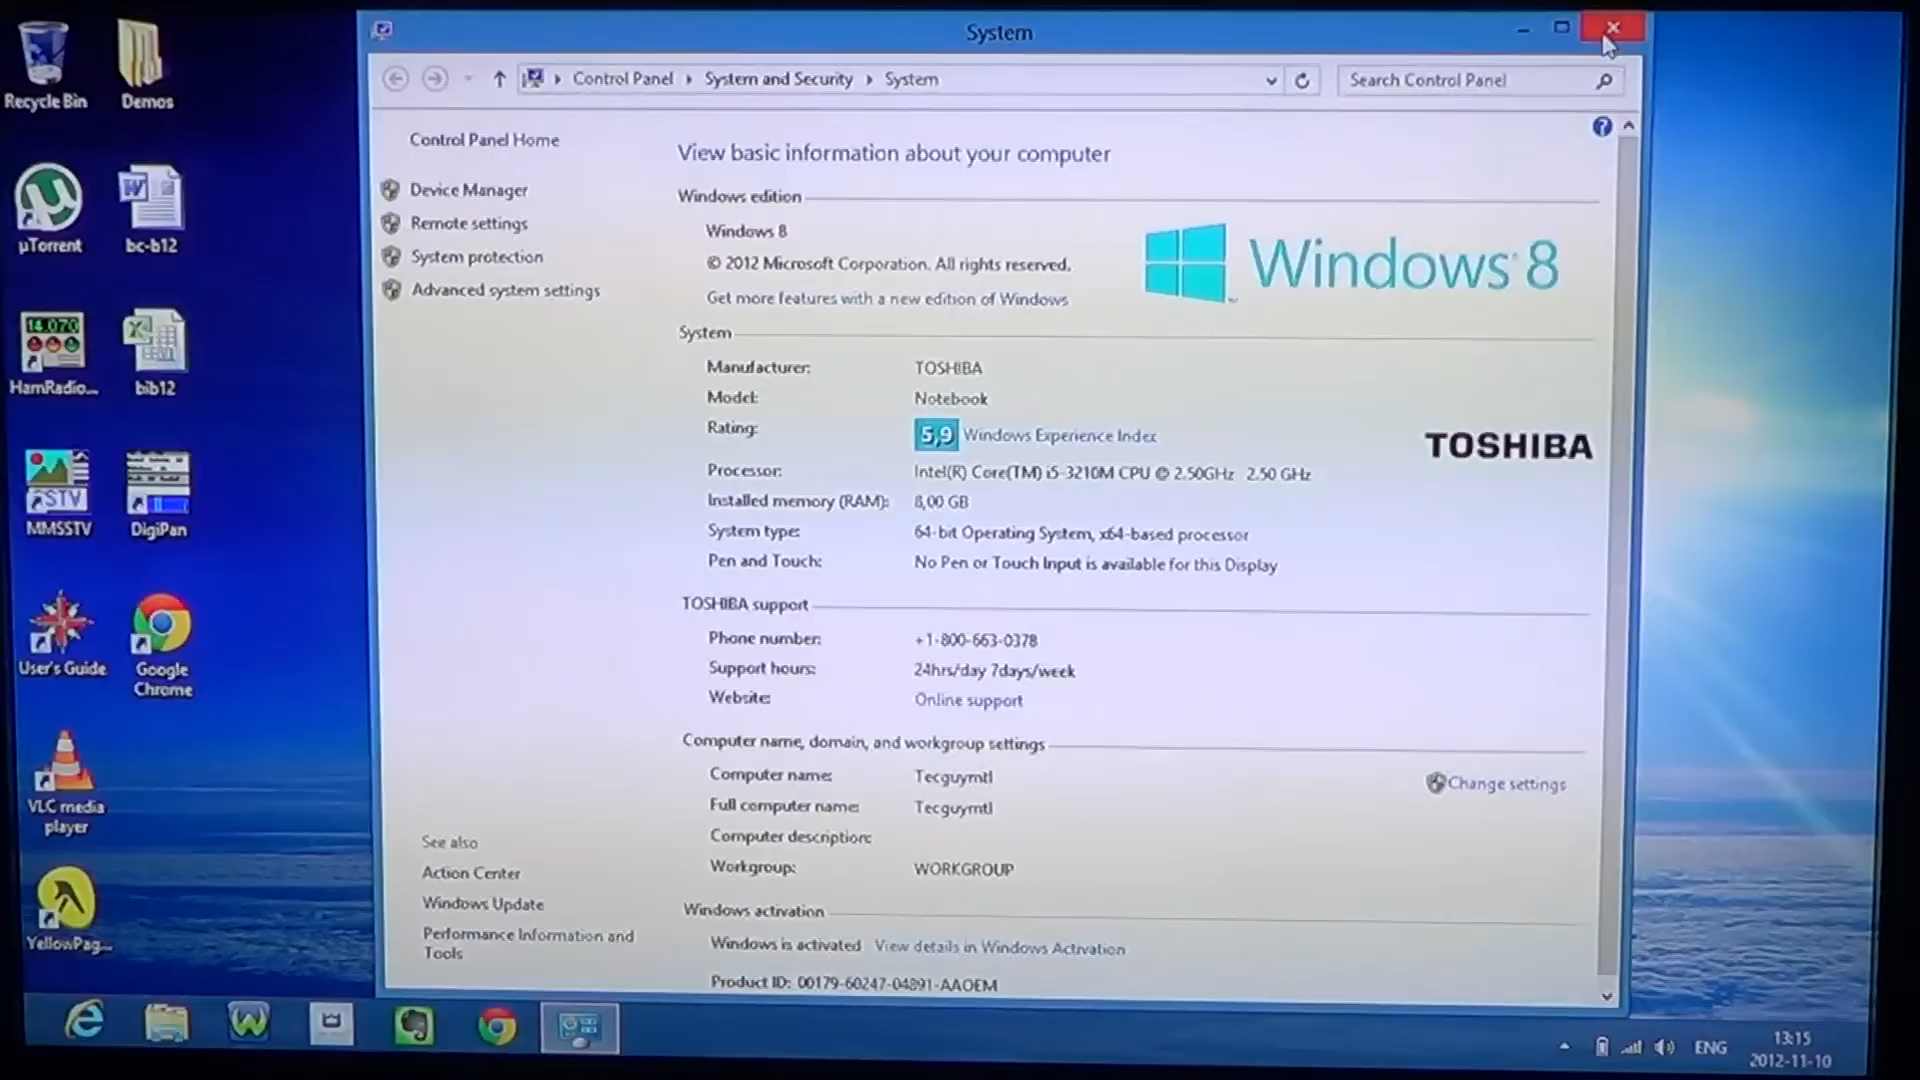 System
Control Panel
System and Security
System
Search Control Panel
Recycle Bin
Demos
µTorrent
bc-b12
14.070
HamRadio...
bib12
SSTV
MMSSTV
DigiPan
User's Guide
Google
Chrome
VLC media
player
YellowPag...
Control Panel Home
Device Manager
Remote settings
System protection
Advanced system settings
See also
Action Center
Windows Update
Performance Information and
Tools
View basic information about your computer
Windows edition
Windows 8
© 2012 Microsoft Corporation. All rights reserved.
Get more features with a new edition of Windows
Windows 8
System
Manufacturer: TOSHIBA
Model: Notebook
Rating: 5,9 Windows Experience Index
TOSHIBA
Processor: Intel(R) Core(TM) i5-3210M CPU @ 2.50GHz 2.50 GHz
Installed memory (RAM): 8,00 GB
System type: 64-bit Operating System, x64-based processor
Pen and Touch: No Pen or Touch Input is available for this Display
TOSHIBA support
Phone number: +1-800-663-0378
Support hours: 24hrs/day 7days/week
Website: Online support
Computer name, domain, and workgroup settings
Computer name: Tecguymtl
Change settings
Full computer name: Tecguymtl
Computer description:
Workgroup: WORKGROUP
Windows activation
Windows is activated View details in Windows Activation
Product ID: 00179-60247-04891-AAOEM
ENG
13:15
2012-11-10